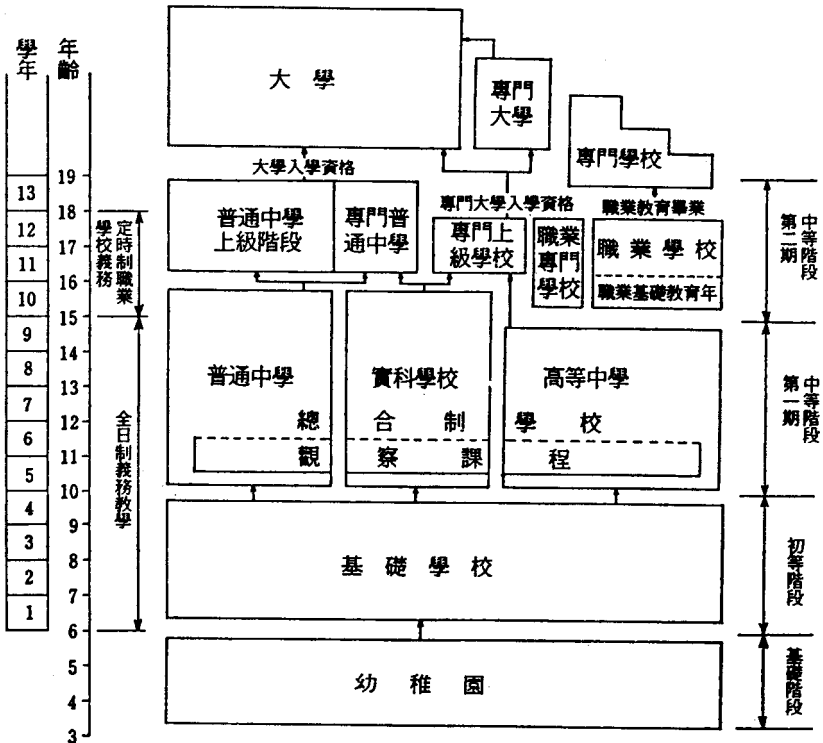 學年
年齡
大學
專門
大學
專門學校
大學入學資格
專門大學入學資格
職業教育畢業
普通中學
上級階段
專門普
通中學
專門上
級學校
職業
專門
學校
職業學校
職業基礎教育年
普通中學
實科學校
高等中學
總合制學校
觀察課程
基礎學校
幼稚園
定時制職業
學校義務
全日制義務教學
中等階段
第二期
中等階段
第一期
初等階段
基礎階段
13
12
11
10
9
8
7
6
5
4
3
2
1
19
18
17
16
15
14
13
12
11
10
9
8
7
6
5
4
3